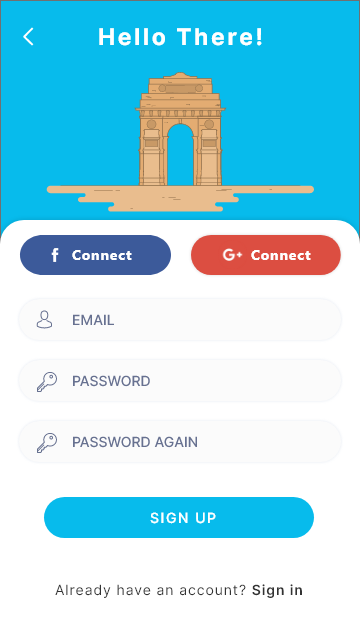 Hello There!
f Connect G+ Connect
EMAIL
PASSWORD
PASSWORD AGAIN
SIGN UP
Already have an account? Sign in